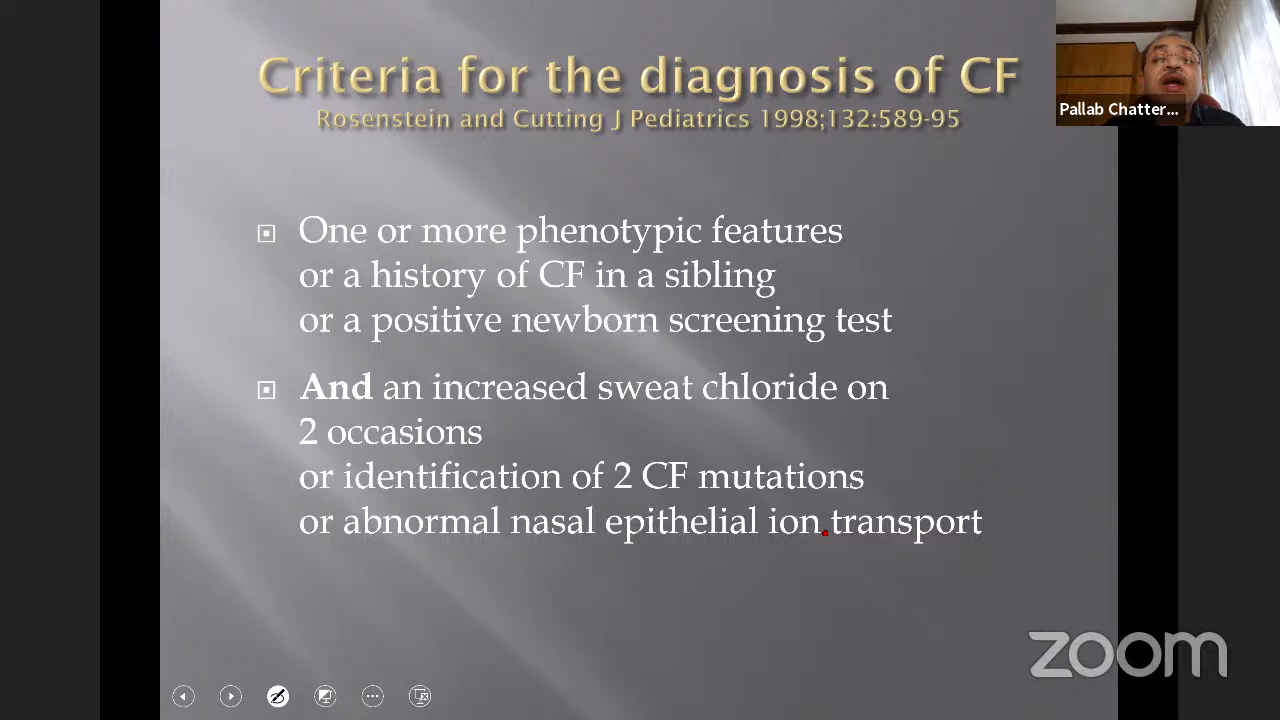 Criteria for the diagnosis of CF
Rosenstein and Cutting J Pediatrics 1998;132:589-95
Pallab Chatter...
One or more phenotypic features
or a history of CF in a sibling
or a positive newborn screening test
And an increased sweat chloride on
2 occasions
or identification of 2 CF mutations
or abnormal nasal epithelial ion transport
zoom